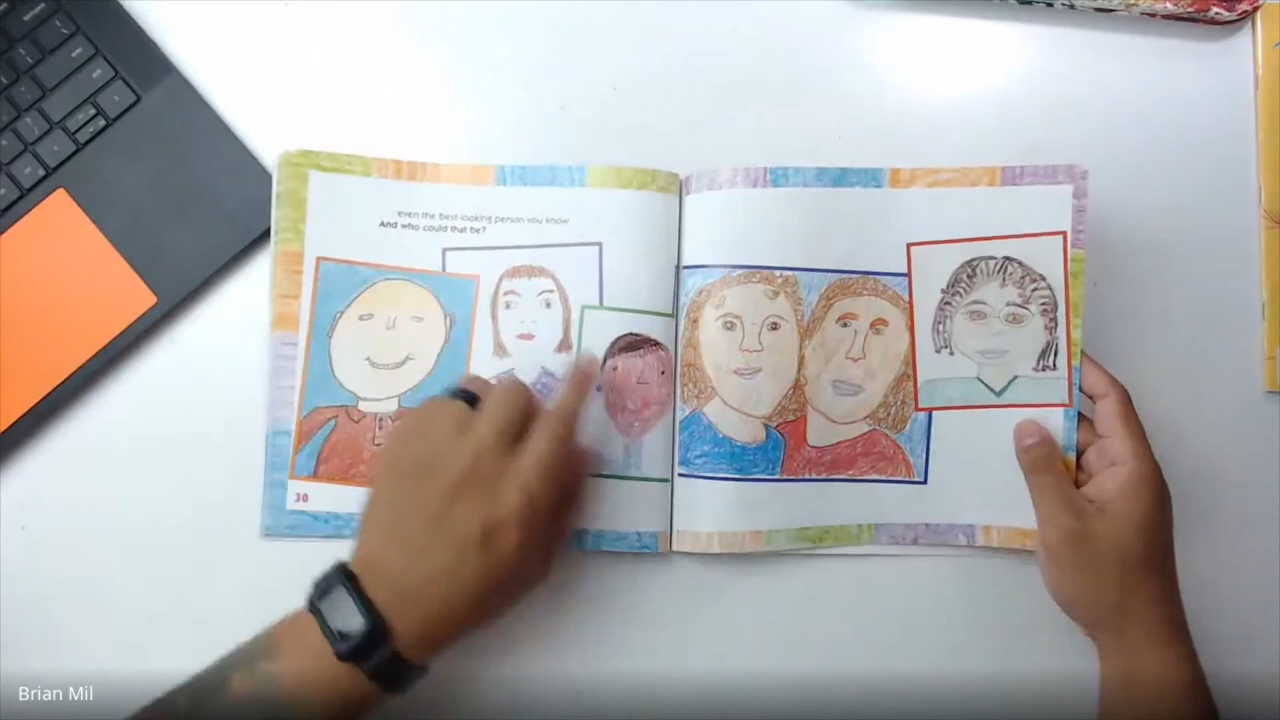 even the best-looking person you know.
And who could that be?
30
Brian Mil